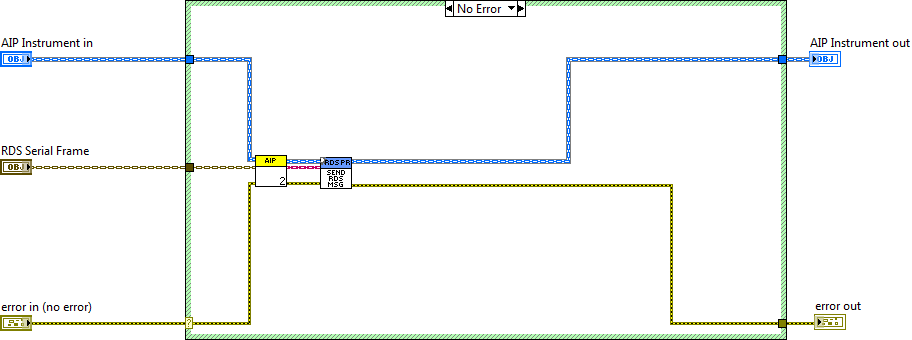 No Error
AIP Instrument in
OBJ
AIP Instrument out
OBJ
RDS Serial Frame
OBJ
AIP
2
RDS PR
SEND
RDS
MSG
error in (no error)
?
error out